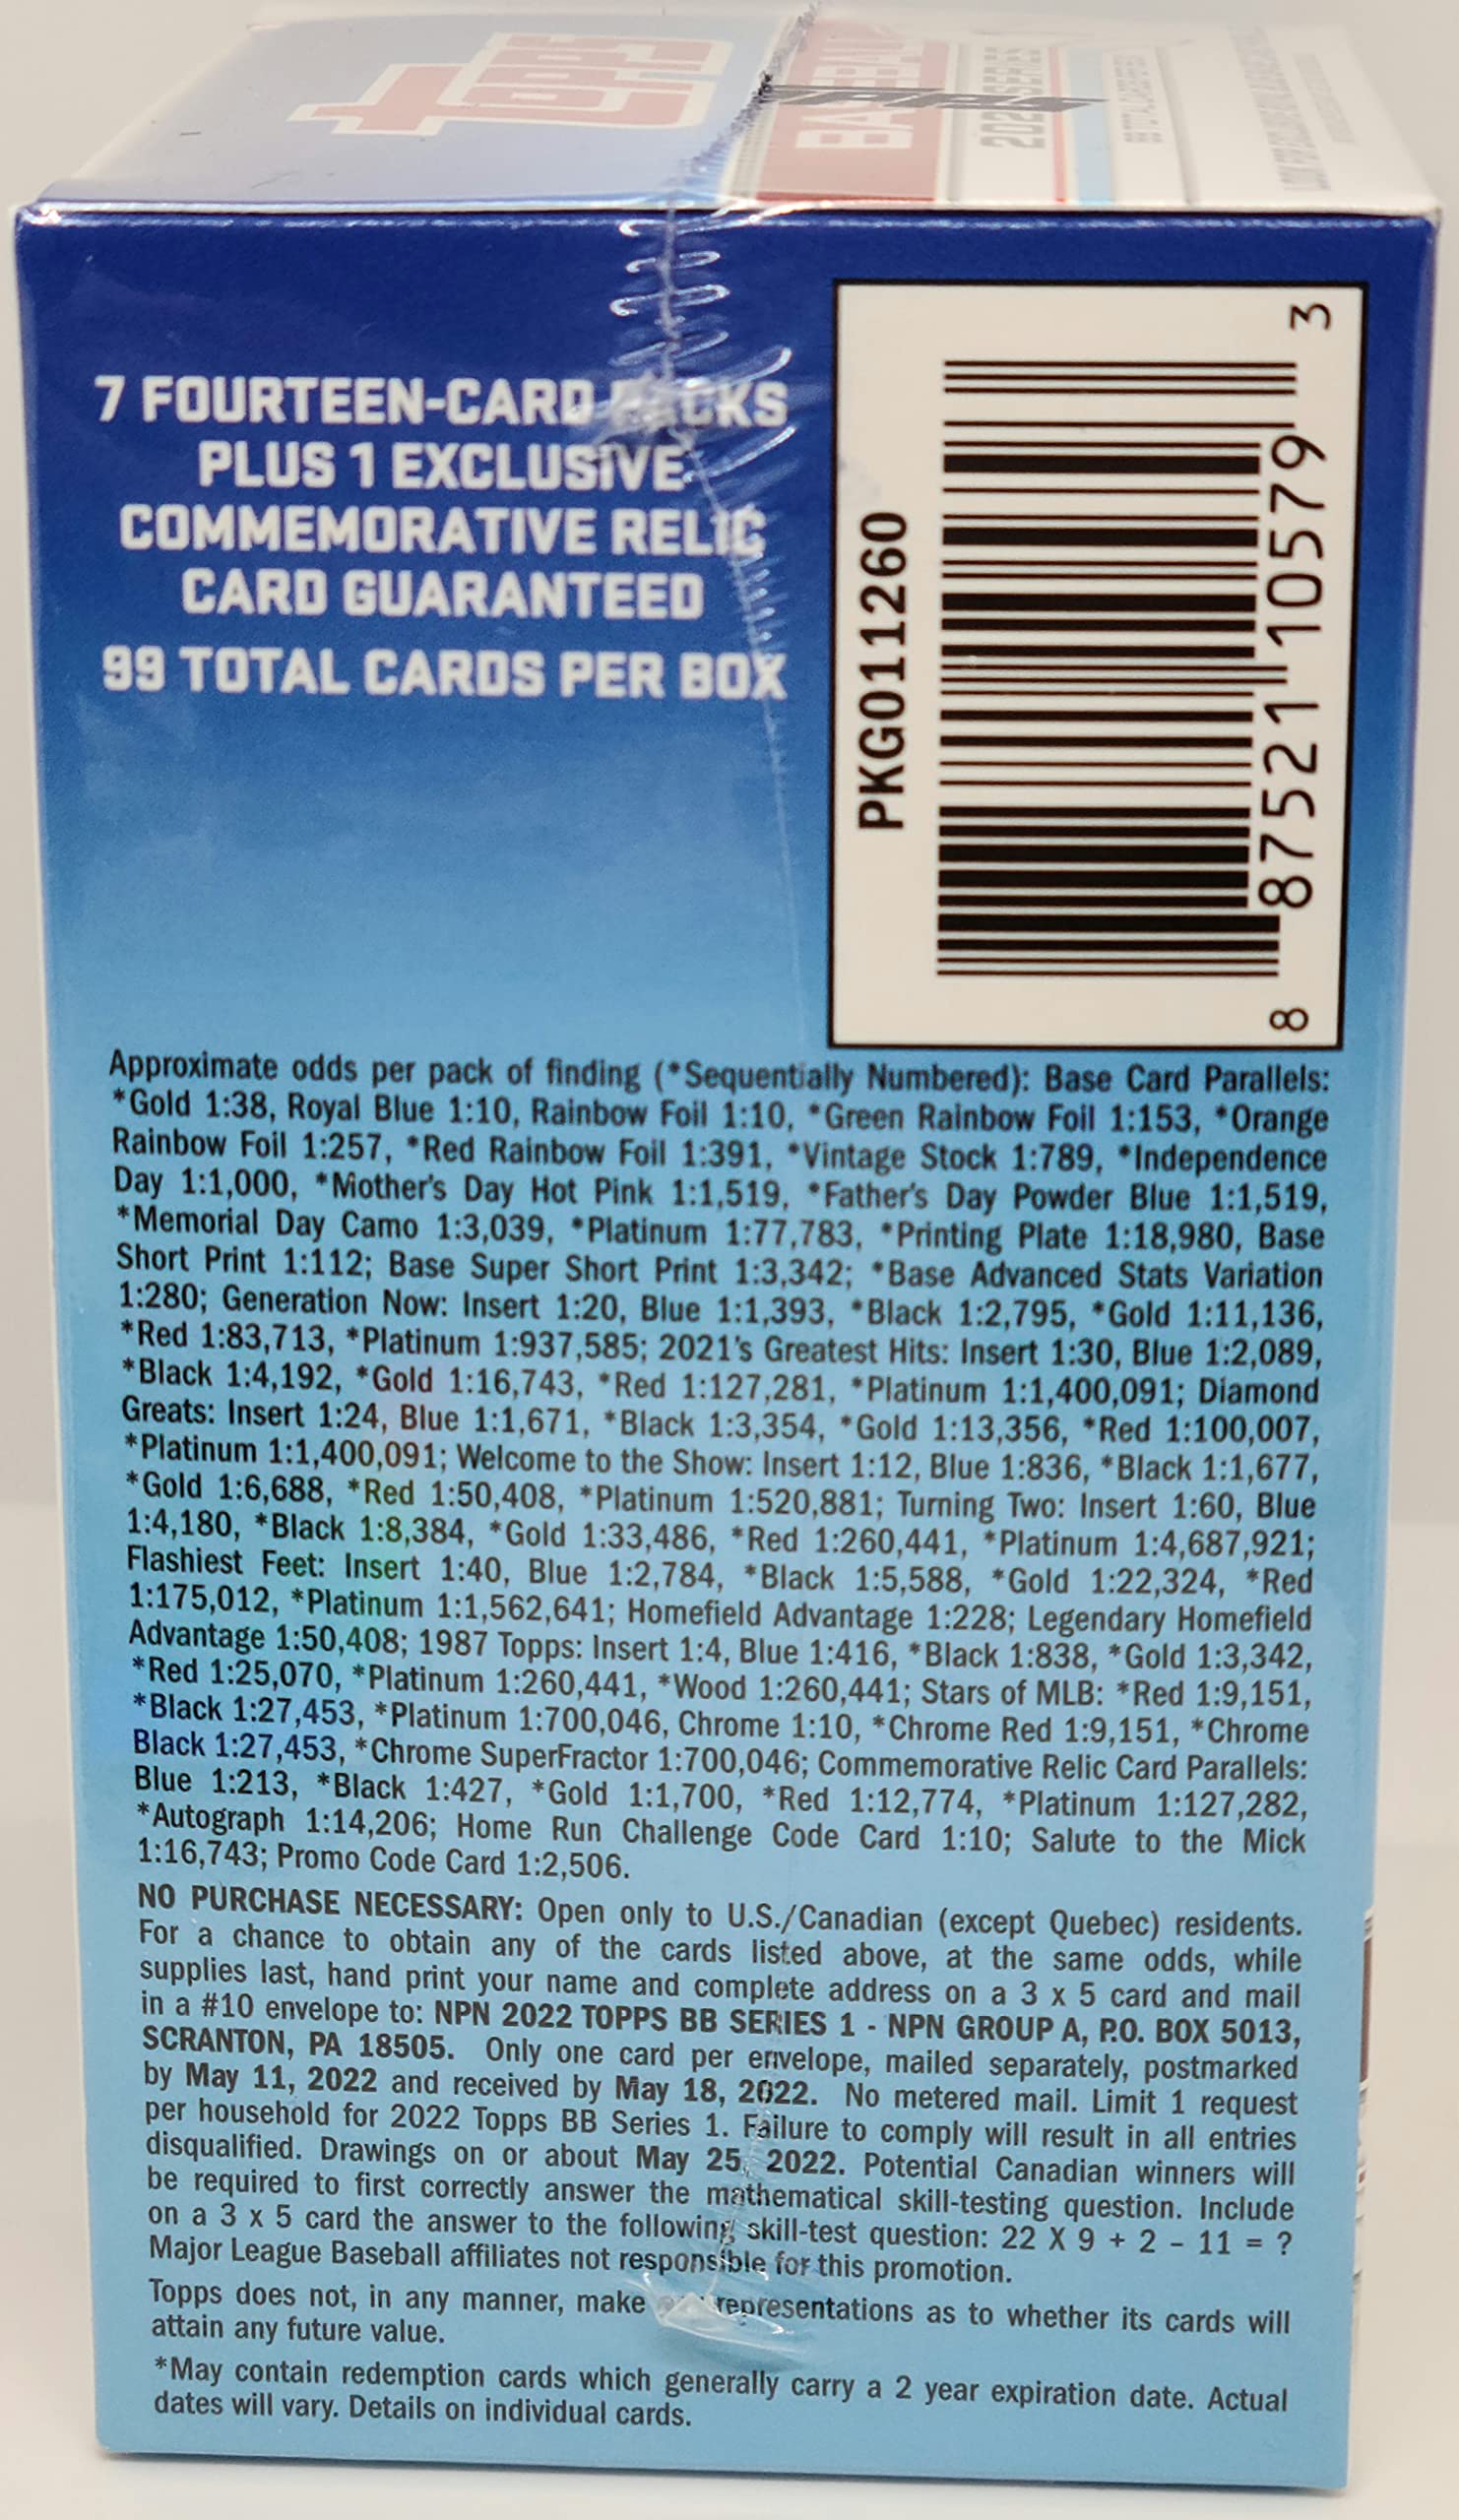 TOPPS
BASEBALL
2022 SERIES
7 FOURTEEN-CARD PACKS
PLUS 1 EXCLUSIVE
COMMEMORATIVE RELIC
CARD GUARANTEED
99 TOTAL CARDS PER BOX
PKG011260
8 87521 10579 3
Approximate odds per pack of finding (*Sequentially Numbered): Base Card Parallels:
*Gold 1:38, Royal Blue 1:10, Rainbow Foil 1:10, *Green Rainbow Foil 1:153, *Orange
Rainbow Foil 1:257, *Red Rainbow Foil 1:391, *Vintage Stock 1:789, *Independence
Day 1:1,000, *Mother's Day Hot Pink 1:1,519, *Father's Day Powder Blue 1:1,519,
*Memorial Day Camo 1:3,039, *Platinum 1:77,783, *Printing Plate 1:18,980, Base
Short Print 1:112; Base Super Short Print 1:3,342; *Base Advanced Stats Variation
1:280; Generation Now: Insert 1:20, Blue 1:1,393, *Black 1:2,795, *Gold 1:11,136,
*Red 1:83,713, *Platinum 1:937,585; 2021's Greatest Hits: Insert 1:30, Blue 1:2,089,
*Black 1:4,192, *Gold 1:16,743, *Red 1:127,281, *Platinum 1:1,400,091; Diamond
Greats: Insert 1:24, Blue 1:1,671, *Black 1:3,354, *Gold 1:13,356, *Red 1:100,007,
*Platinum 1:1,400,091; Welcome to the Show: Insert 1:12, Blue 1:836, *Black 1:1,677,
*Gold 1:6,688, *Red 1:50,408, *Platinum 1:520,881; Turning Two: Insert 1:60, Blue
1:4,180, *Black 1:8,384, *Gold 1:33,486, *Red 1:260,441, *Platinum 1:4,687,921;
Flashiest Feet: Insert 1:40, Blue 1:2,784, *Black 1:5,588, *Gold 1:22,324, *Red
1:175,012, *Platinum 1:1,562,641; Homefield Advantage 1:228; Legendary Homefield
Advantage 1:50,408; 1987 Topps: Insert 1:4, Blue 1:416, *Black 1:838, *Gold 1:3,342,
*Red 1:25,070, *Platinum 1:260,441, *Wood 1:260,441; Stars of MLB: *Red 1:9,151,
*Black 1:27,453, *Platinum 1:700,046, Chrome 1:10, *Chrome Red 1:9,151, *Chrome
Black 1:27,453, *Chrome SuperFractor 1:700,046; Commemorative Relic Card Parallels:
Blue 1:213, *Black 1:427, *Gold 1:1,700, *Red 1:12,774, *Platinum 1:127,282,
*Autograph 1:14,206; Home Run Challenge Code Card 1:10; Salute to the Mick
1:16,743; Promo Code Card 1:2,506.
NO PURCHASE NECESSARY: Open only to U.S./Canadian (except Quebec) residents.
For a chance to obtain any of the cards listed above, at the same odds, while
supplies last, hand print your name and complete address on a 3 x 5 card and mail
in a #10 envelope to: NPN 2022 TOPPS BB SERIES 1 - NPN GROUP A, P.O. BOX 5013,
SCRANTON, PA 18505. Only one card per envelope, mailed separately, postmarked
by May 11, 2022 and received by May 18, 2022. No metered mail. Limit 1 request
per household for 2022 Topps BB Series 1. Failure to comply will result in all entries
disqualified. Drawings on or about May 25, 2022. Potential Canadian winners will
be required to first correctly answer the mathematical skill-testing question. Include
on a 3 x 5 card the answer to the following skill-test question: 22 X 9 + 2 - 11 = ?
Major League Baseball affiliates not responsible for this promotion.
Topps does not, in any manner, make representations as to whether its cards will
attain any future value.
*May contain redemption cards which generally carry a 2 year expiration date. Actual
dates will vary. Details on individual cards.